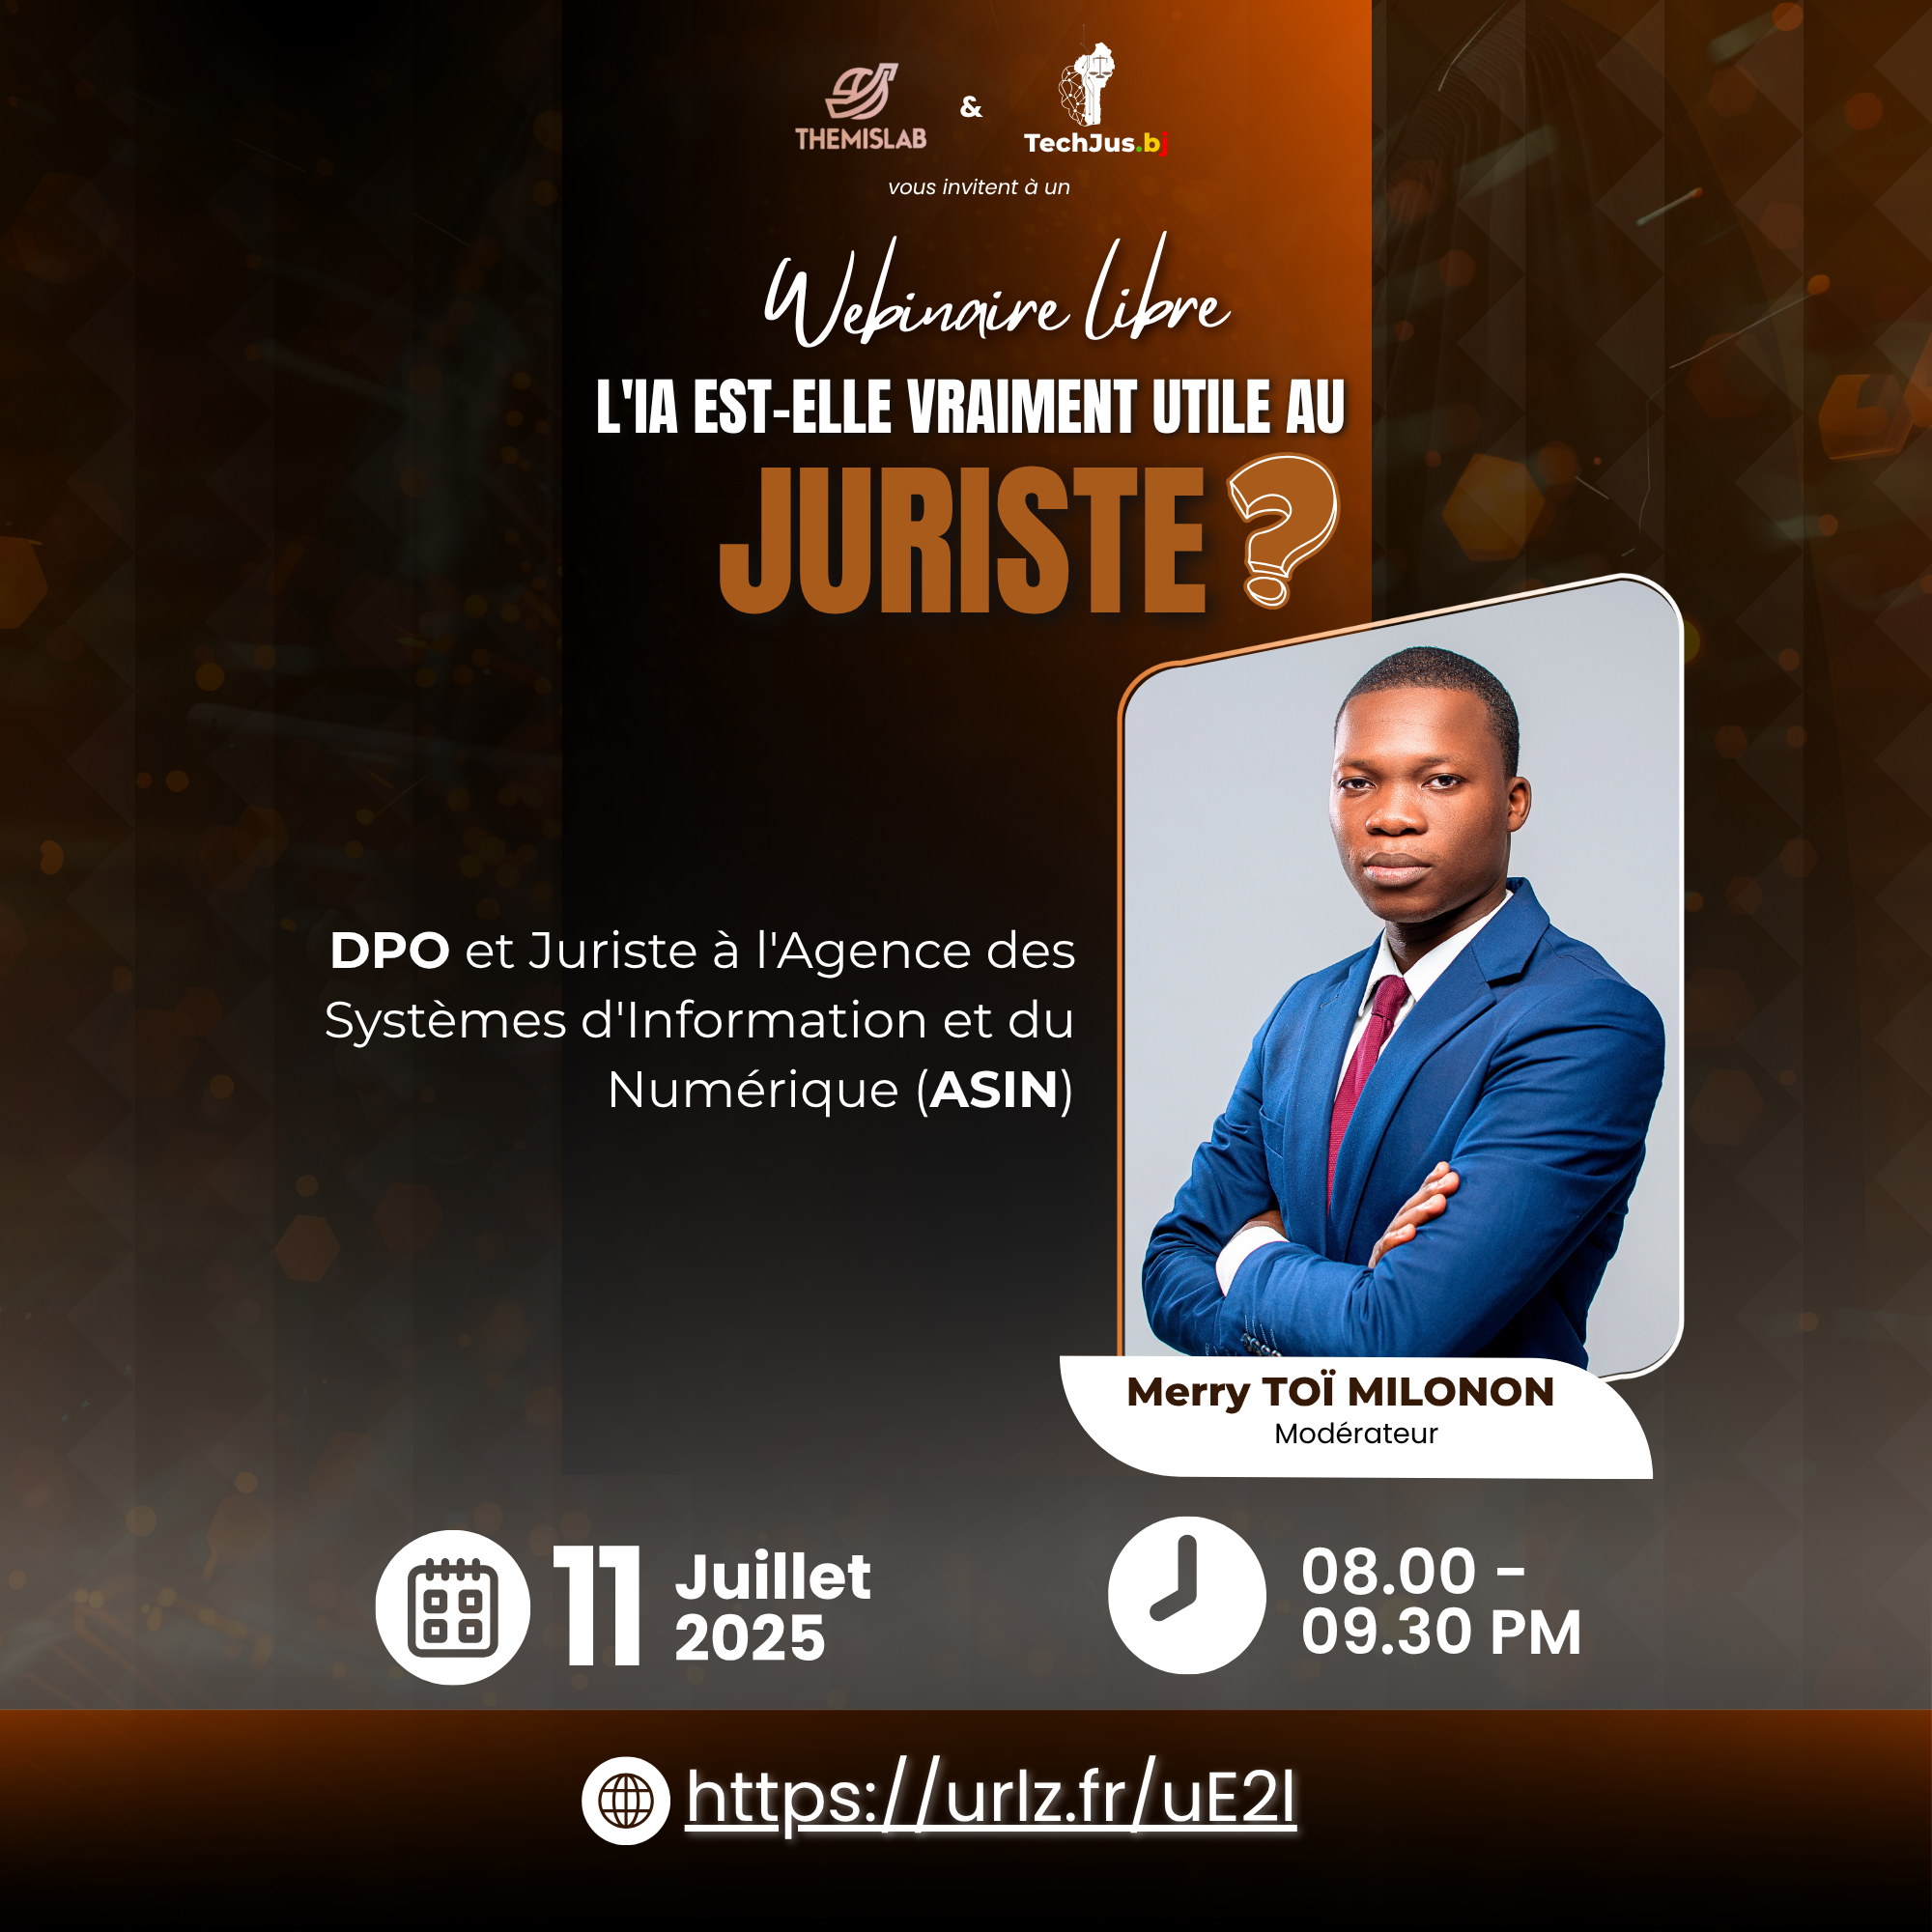 THEMISLAB
&
TechJus.bj
vous invitent à un
Webinaire Libre
L'IA EST-ELLE VRAIMENT UTILE AU
JURISTE ?
DPO et Juriste à l'Agence des
Systèmes d'Information et du
Numérique (ASIN)
Merry TOÏ MILONON
Modérateur
11
Juillet
2025
08.00 -
09.30 PM
https://urlz.fr/uE2l